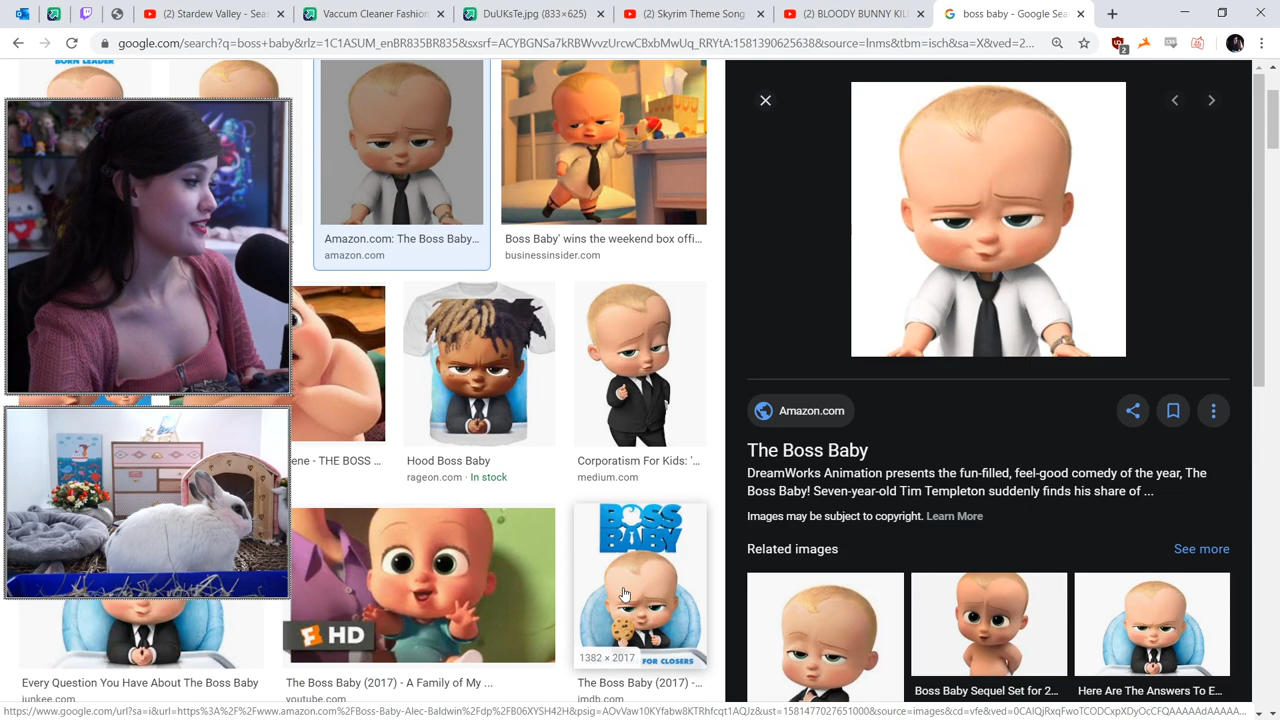 (2) Stardew Valley - Sea
Vaccum Cleaner Fashion
DuUKsTe.jpg (833×625)
(2) Skyrim Theme Song
(2) BLOODY BUNNY KIL
boss baby - Google Sea
google.com/search?q=boss+baby&rlz=1C1ASUM_enBR835BR835&sxsrf=ACYBGNSa7kRBWvvzUrcwCBxbMwUq_RRYtA:1581390625638&source=lnms&tbm=isch&sa=X&ved=2...
2
BORN LEADER
Amazon.com: The Boss Baby...
amazon.com
Boss Baby' wins the weekend box offi...
businessinsider.com
ene - THE BOSS ...
Hood Boss Baby
rageon.com · In stock
Corporatism For Kids: '...
medium.com
BOSS
BABY
HD
1382 × 2017
FOR CLOSERS
Every Question You Have About The Boss Baby
junkee.com
The Boss Baby (2017) - A Family of My ...
youtube.com
The Boss Baby (2017) -...
imdb.com
Amazon.com
The Boss Baby
DreamWorks Animation presents the fun-filled, feel-good comedy of the year, The
Boss Baby! Seven-year-old Tim Templeton suddenly finds his share of ...
Images may be subject to copyright. Learn More
Related images
See more
Boss Baby Sequel Set for 2...
Here Are The Answers To E...